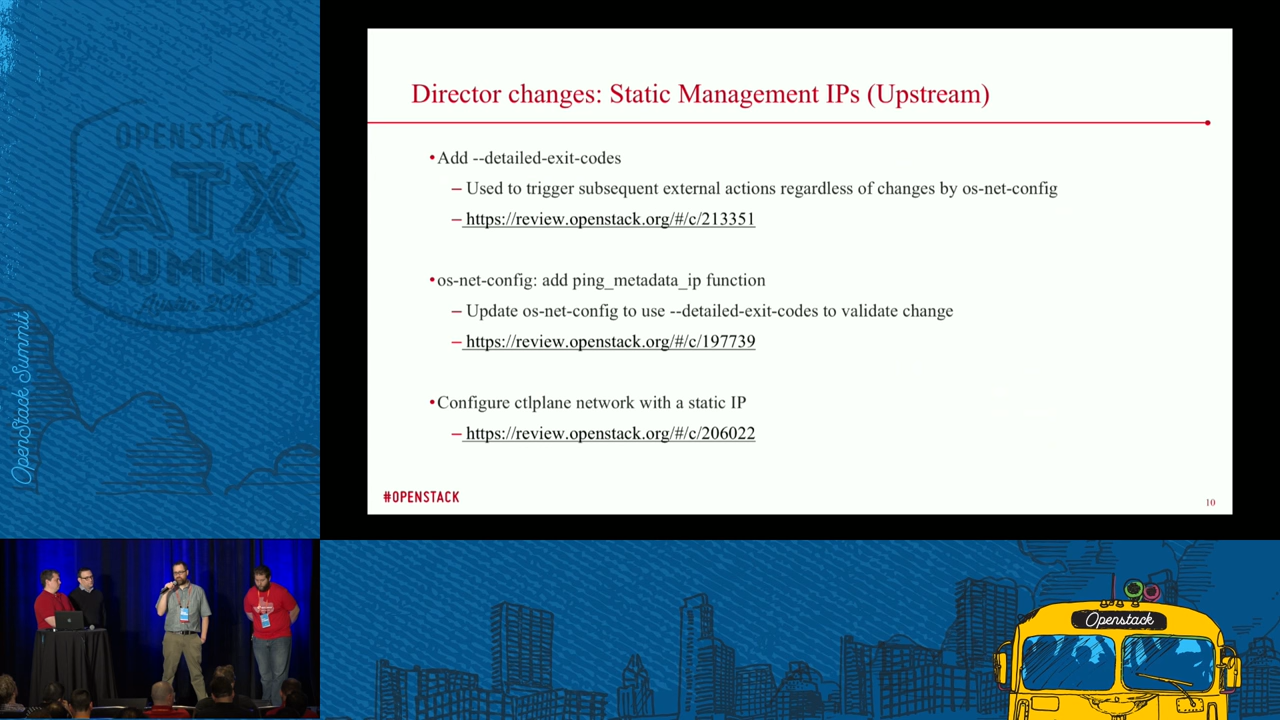 OPENSTACK
ATX
SUMMIT
Austin
OpenStack Summit
Director changes: Static Management IPs (Upstream)
•Add --detailed-exit-codes
– Used to trigger subsequent external actions regardless of changes by os-net-config
– https://review.openstack.org/#/c/213351
•os-net-config: add ping_metadata_ip function
– Update os-net-config to use --detailed-exit-codes to validate change
– https://review.openstack.org/#/c/197739
•Configure ctlplane network with a static IP
– https://review.openstack.org/#/c/206022
#OPENSTACK
10
Openstack